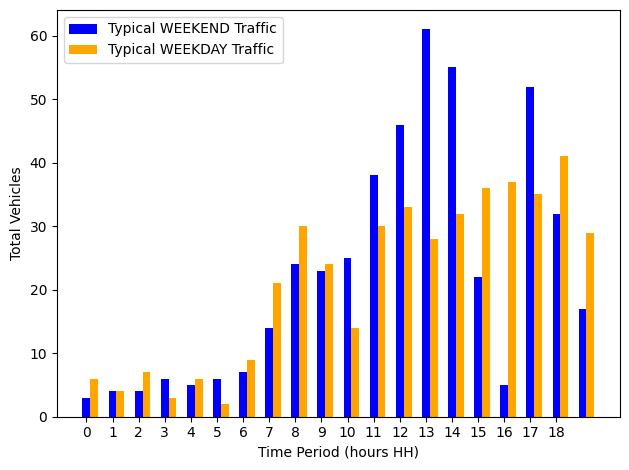 Typical WEEKEND Traffic
Typical WEEKDAY Traffic
60
50
40
30
20
10
0
Total Vehicles
0 1 2 3 4 5 6 7 8 9 10 11 12 13 14 15 16 17 18
Time Period (hours HH)